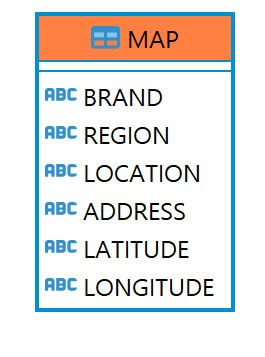 MAP
ABC BRAND
ABC REGION
ABC LOCATION
ABC ADDRESS
ABC LATITUDE
ABC LONGITUDE